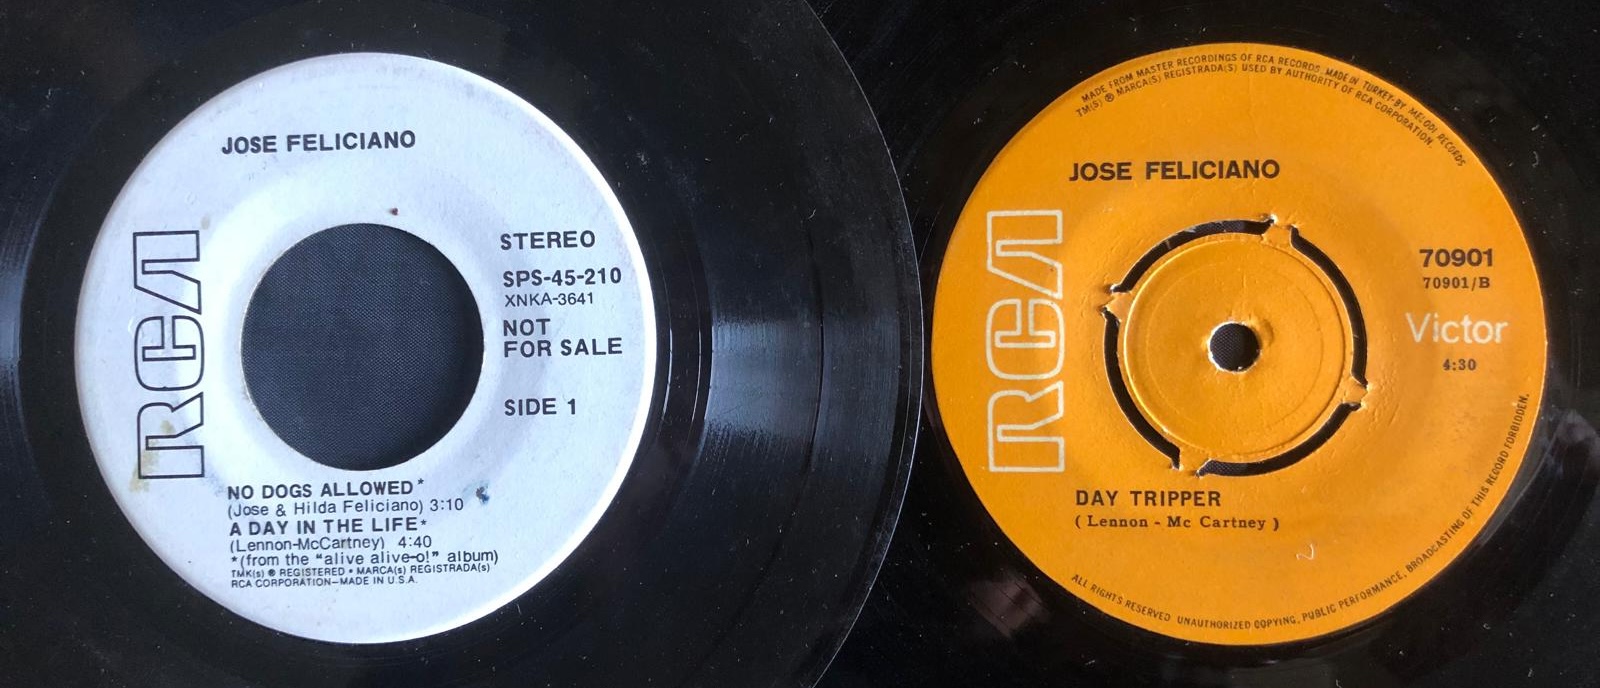 JOSE FELICIANO
RCA
STEREO
SPS-45-210
XNKA-3641
NOT
FOR SALE
SIDE 1
NO DOGS ALLOWED*
(Jose & Hilda Feliciano) 3:10
A DAY IN THE LIFE*
(Lennon-McCartney) 4:40
*(from the "alive alive-o!" album)
TMK(s) ® REGISTERED • MARCA(s) REGISTRADA(s)
RCA CORPORATION—MADE IN U.S.A.
MADE FROM MASTER RECORDINGS OF RCA RECORDS. MADE IN TURKEY-BY MELODI RECORDS
TM(S) ® MARCA(S) REGISTRADA(S) USED BY AUTHORITY OF RCA CORPORATION.
JOSE FELICIANO
RCA
70901
70901/B
Victor
4:30
DAY TRIPPER
( Lennon - Mc Cartney )
ALL RIGHTS RESERVED UNAUTHORIZED COPYING, PUBLIC PERFORMANCE, BROADCASTING OF THIS RECORD FORBIDDEN.